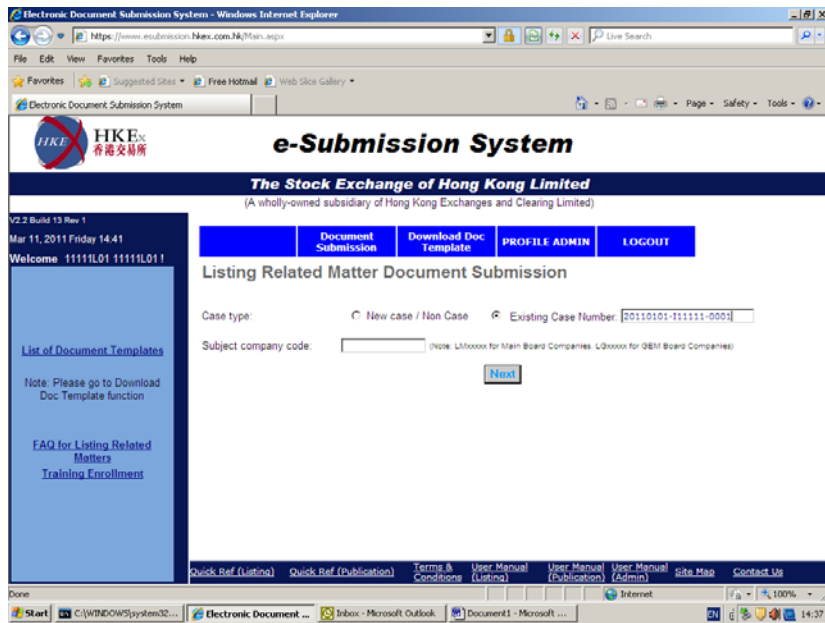 Electronic Document Submission System - Windows Internet Explorer
https://www.esubmission.hkex.com.hk/Main.aspx
Live Search
File Edit View Favorites Tools Help
Favorites Suggested Sites Free Hotmail Web Slice Gallery
Electronic Document Submission System
Page Safety Tools
HKEx
HKEx
香港交易所
e-Submission System
The Stock Exchange of Hong Kong Limited
(A wholly-owned subsidiary of Hong Kong Exchanges and Clearing Limited)
V2.2 Build 13 Rev 1
Mar 11, 2011 Friday 14:41
Welcome 11111L01 11111L01 !
List of Document Templates
Note: Please go to Download
Doc Template function
FAQ for Listing Related
Matters
Training Enrollment
Document
Submission
Download Doc
Template
PROFILE ADMIN
LOGOUT
Listing Related Matter Document Submission
Case type: New case / Non Case Existing Case Number: 20110101-I11111-0001
Subject company code: (Note: LMxxxxx for Main Board Companies. LGxxxxx for GEM Board Companies)
Next
Quick Ref (Listing)
Quick Ref (Publication)
Terms &
Conditions
User Manual
(Listing)
User Manual
(Publication)
User Manual
(Admin)
Site Map
Contact Us
Done Internet 100%
Start C:\WINDOWS\system32... Electronic Document ... Inbox - Microsoft Outlook Document1 - Microsoft ... EN 14:37